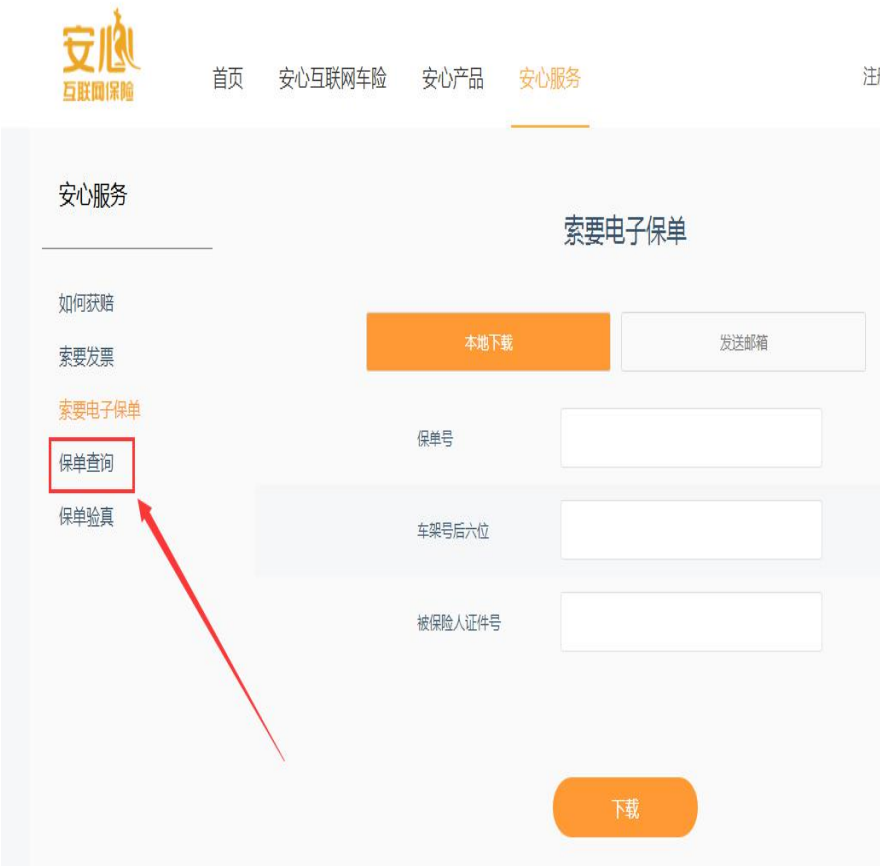 安心
互联网保险
首页 安心互联网车险 安心产品 安心服务
安心服务
索要电子保单
如何获赔
索要发票
索要电子保单
保单查询
保单验真
本地下载 发送邮箱
保单号
车架号后六位
被保险人证件号
下载